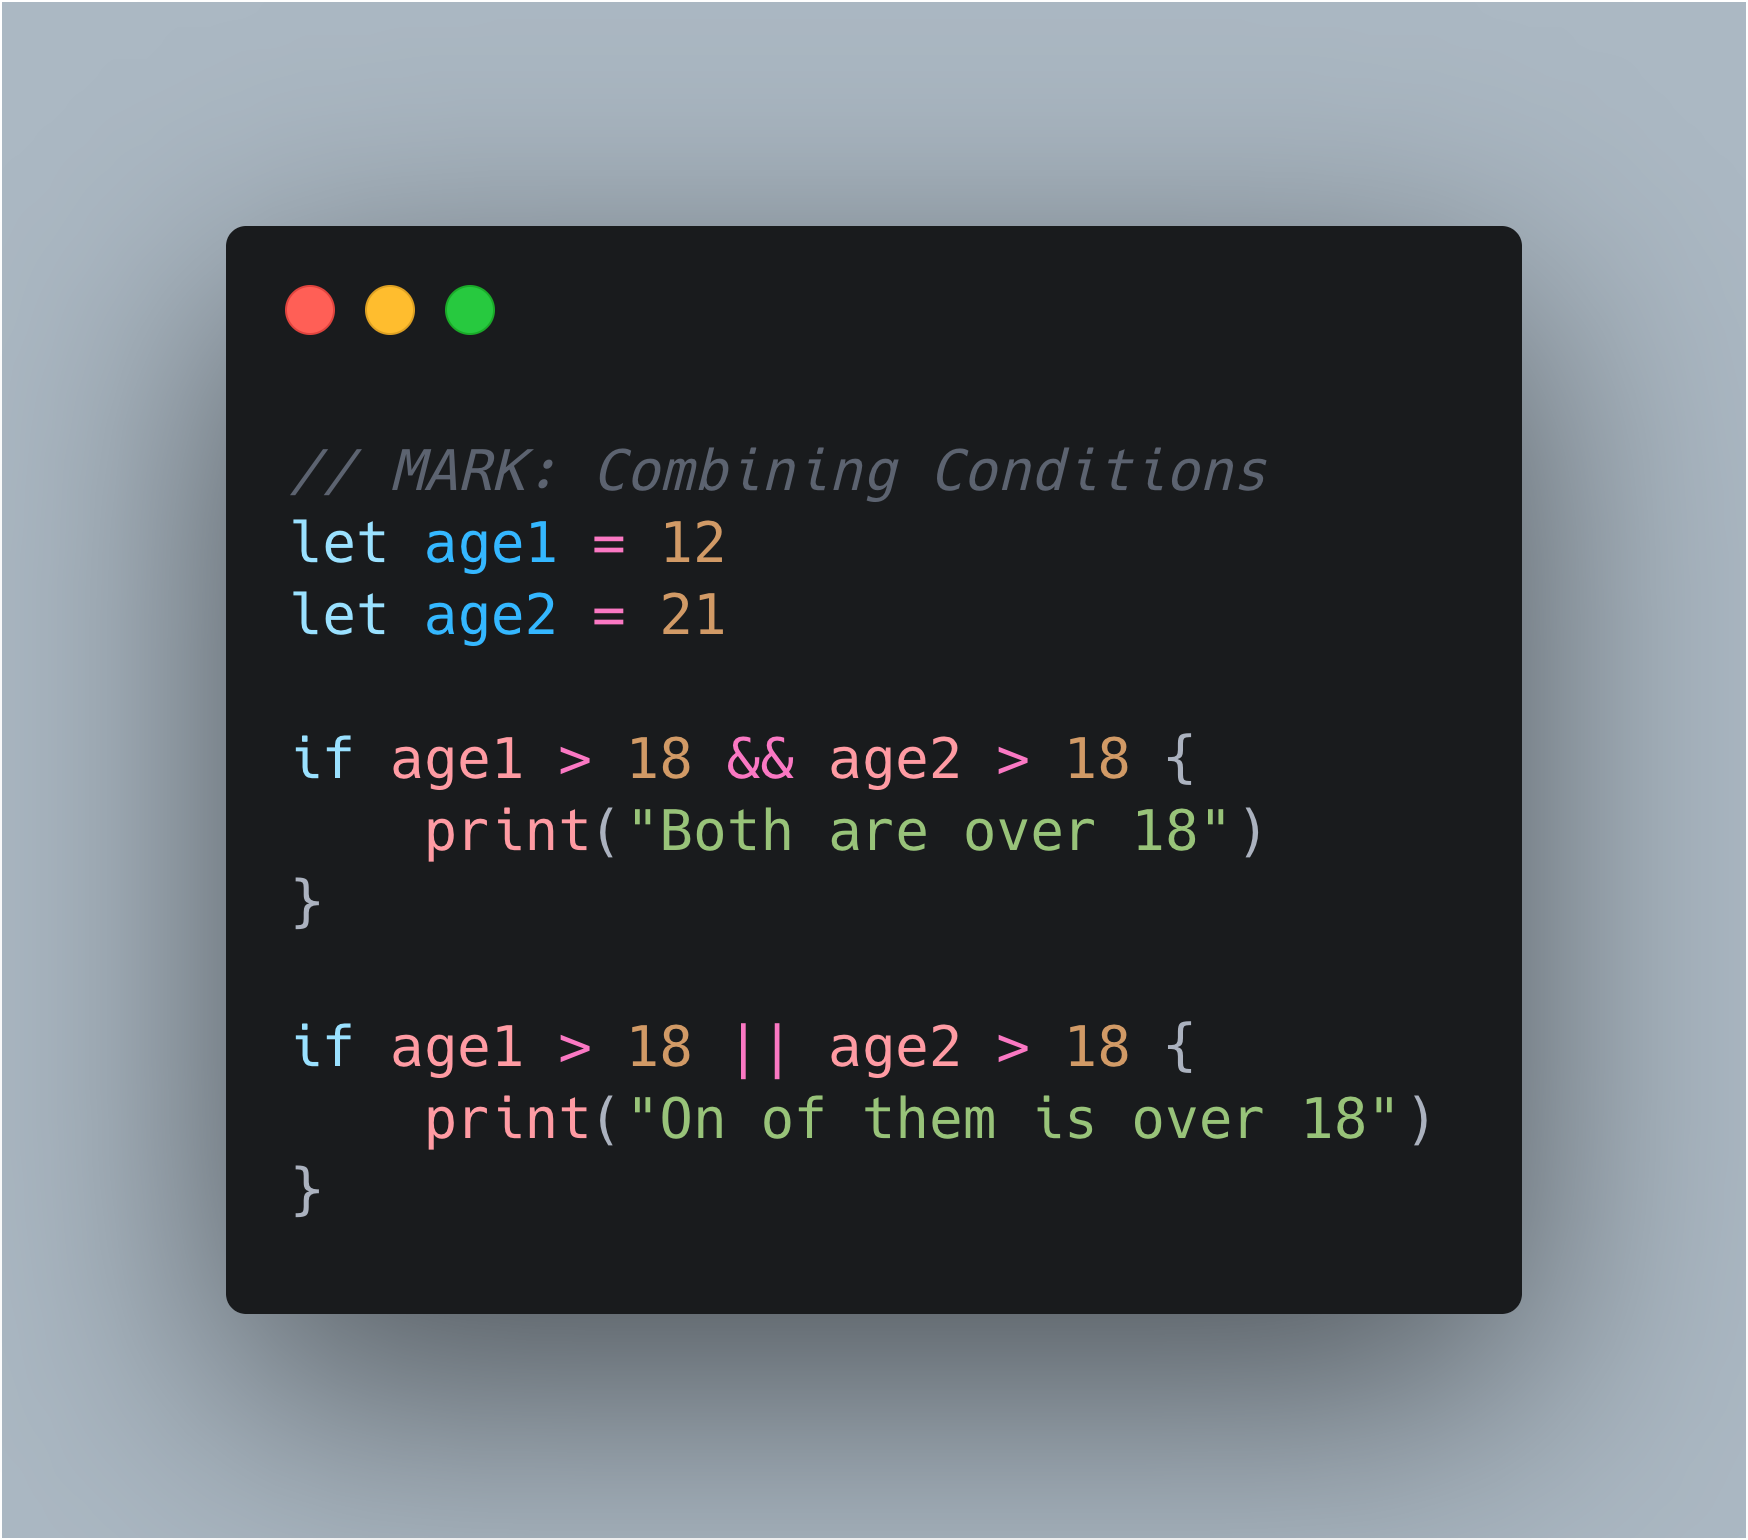 // MARK: Combining Conditions
let age1 = 12
let age2 = 21

if age1 > 18 && age2 > 18 {
    print("Both are over 18")
}

if age1 > 18 || age2 > 18 {
    print("On of them is over 18")
}